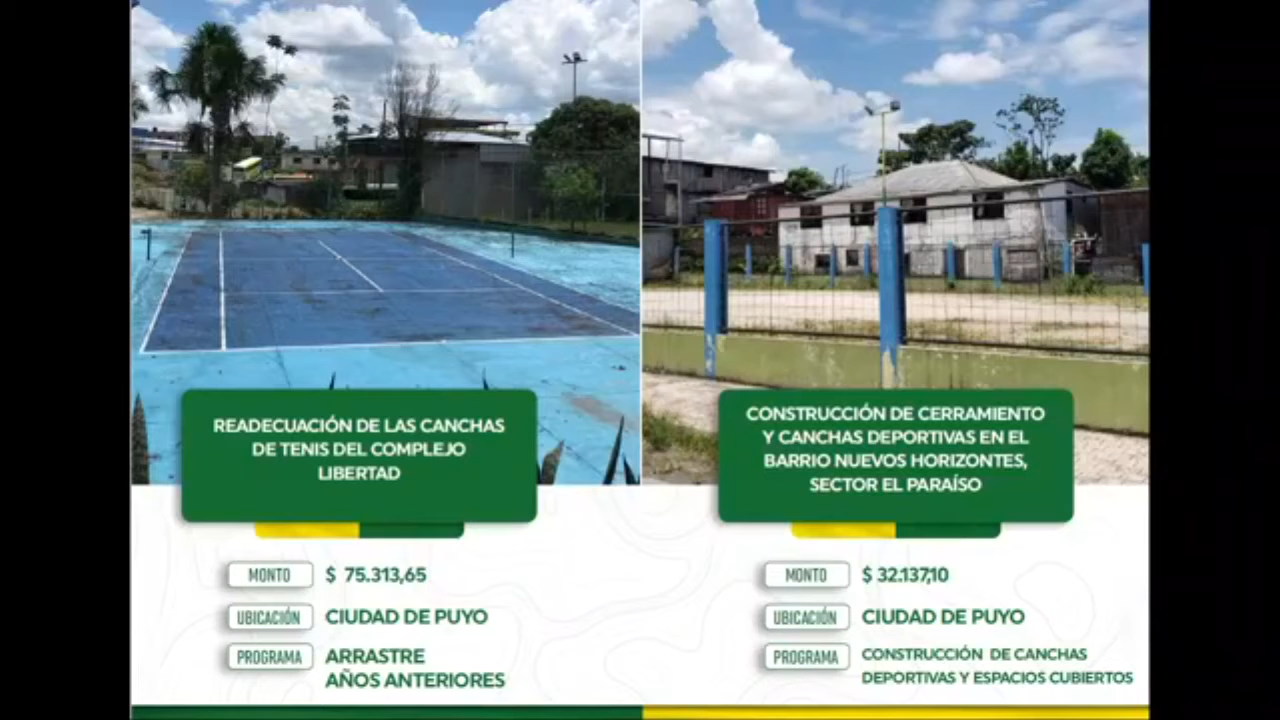 READECUACIÓN DE LAS CANCHAS
DE TENIS DEL COMPLEJO
LIBERTAD
MONTO $ 75.313,65
UBICACIÓN CIUDAD DE PUYO
PROGRAMA ARRASTRE
AÑOS ANTERIORES
CONSTRUCCIÓN DE CERRAMIENTO
Y CANCHAS DEPORTIVAS EN EL
BARRIO NUEVOS HORIZONTES,
SECTOR EL PARAÍSO
MONTO $ 32.137,10
UBICACIÓN CIUDAD DE PUYO
PROGRAMA CONSTRUCCIÓN DE CANCHAS
DEPORTIVAS Y ESPACIOS CUBIERTOS